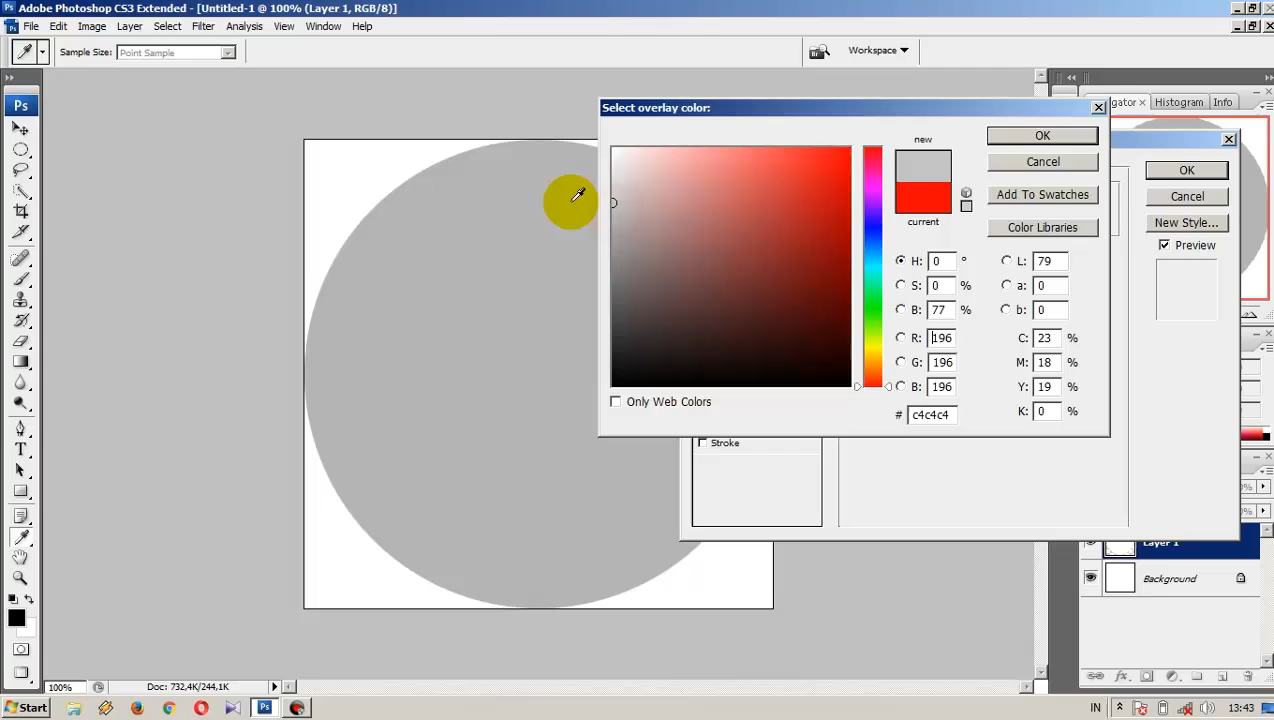 Ps Adobe Photoshop CS3 Extended - [Untitled-1 @ 100% (Layer 1, RGB/8)]
File Edit Image Layer Select Filter Analysis View Window Help
Sample Size: Point Sample
Workspace
Ps
Select overlay color:
Histogram Info
new
current
OK
Cancel
Add To Swatches
Color Libraries
H: 0 ° L: 79
S: 0 % a: 0
B: 77 % b: 0
R: 196 C: 23 %
G: 196 M: 18 %
B: 196 Y: 19 %
# c4c4c4 K: 0 %
Only Web Colors
OK
Cancel
New Style...
Preview
Stroke
Layer 1
Background
T
100% Doc: 732,4K/244,1K
Start Ps IN 13:43